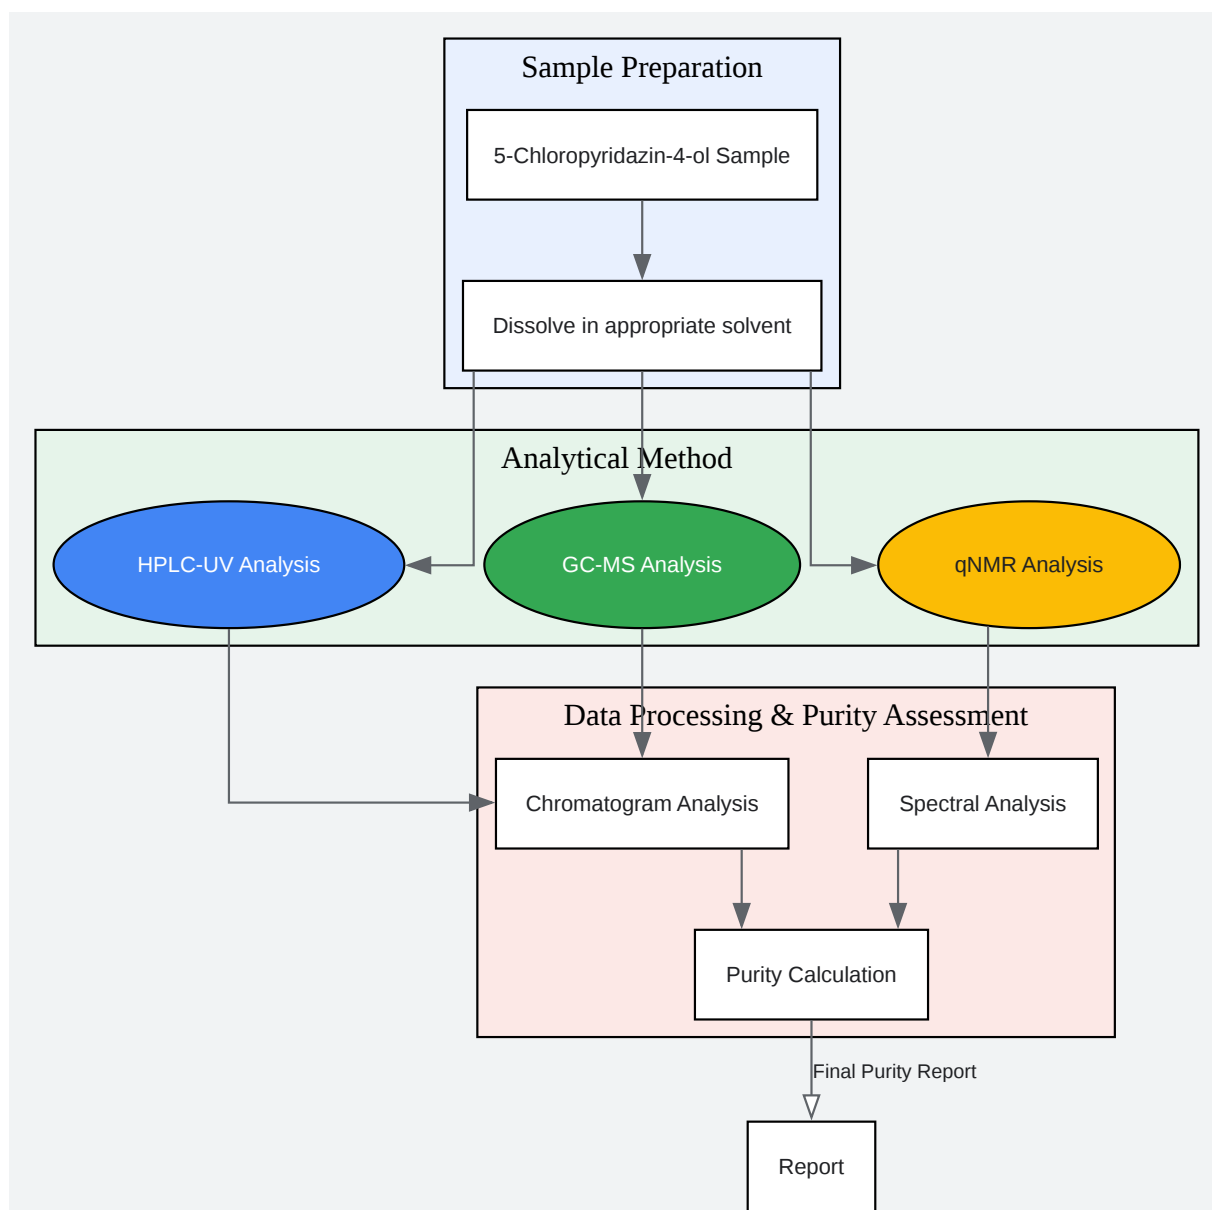 Sample Preparation
5-Chloropyridazin-4-ol Sample
Dissolve in appropriate solvent
Analytical Method
HPLC-UV Analysis
GC-MS Analysis
qNMR Analysis
Data Processing & Purity Assessment
Chromatogram Analysis
Spectral Analysis
Purity Calculation
Final Purity Report
Report